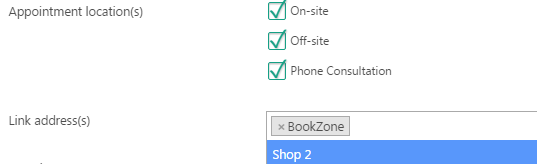 Appointment location(s)
On-site
Off-site
Phone Consultation
Link address(s)
× BookZone
Shop 2